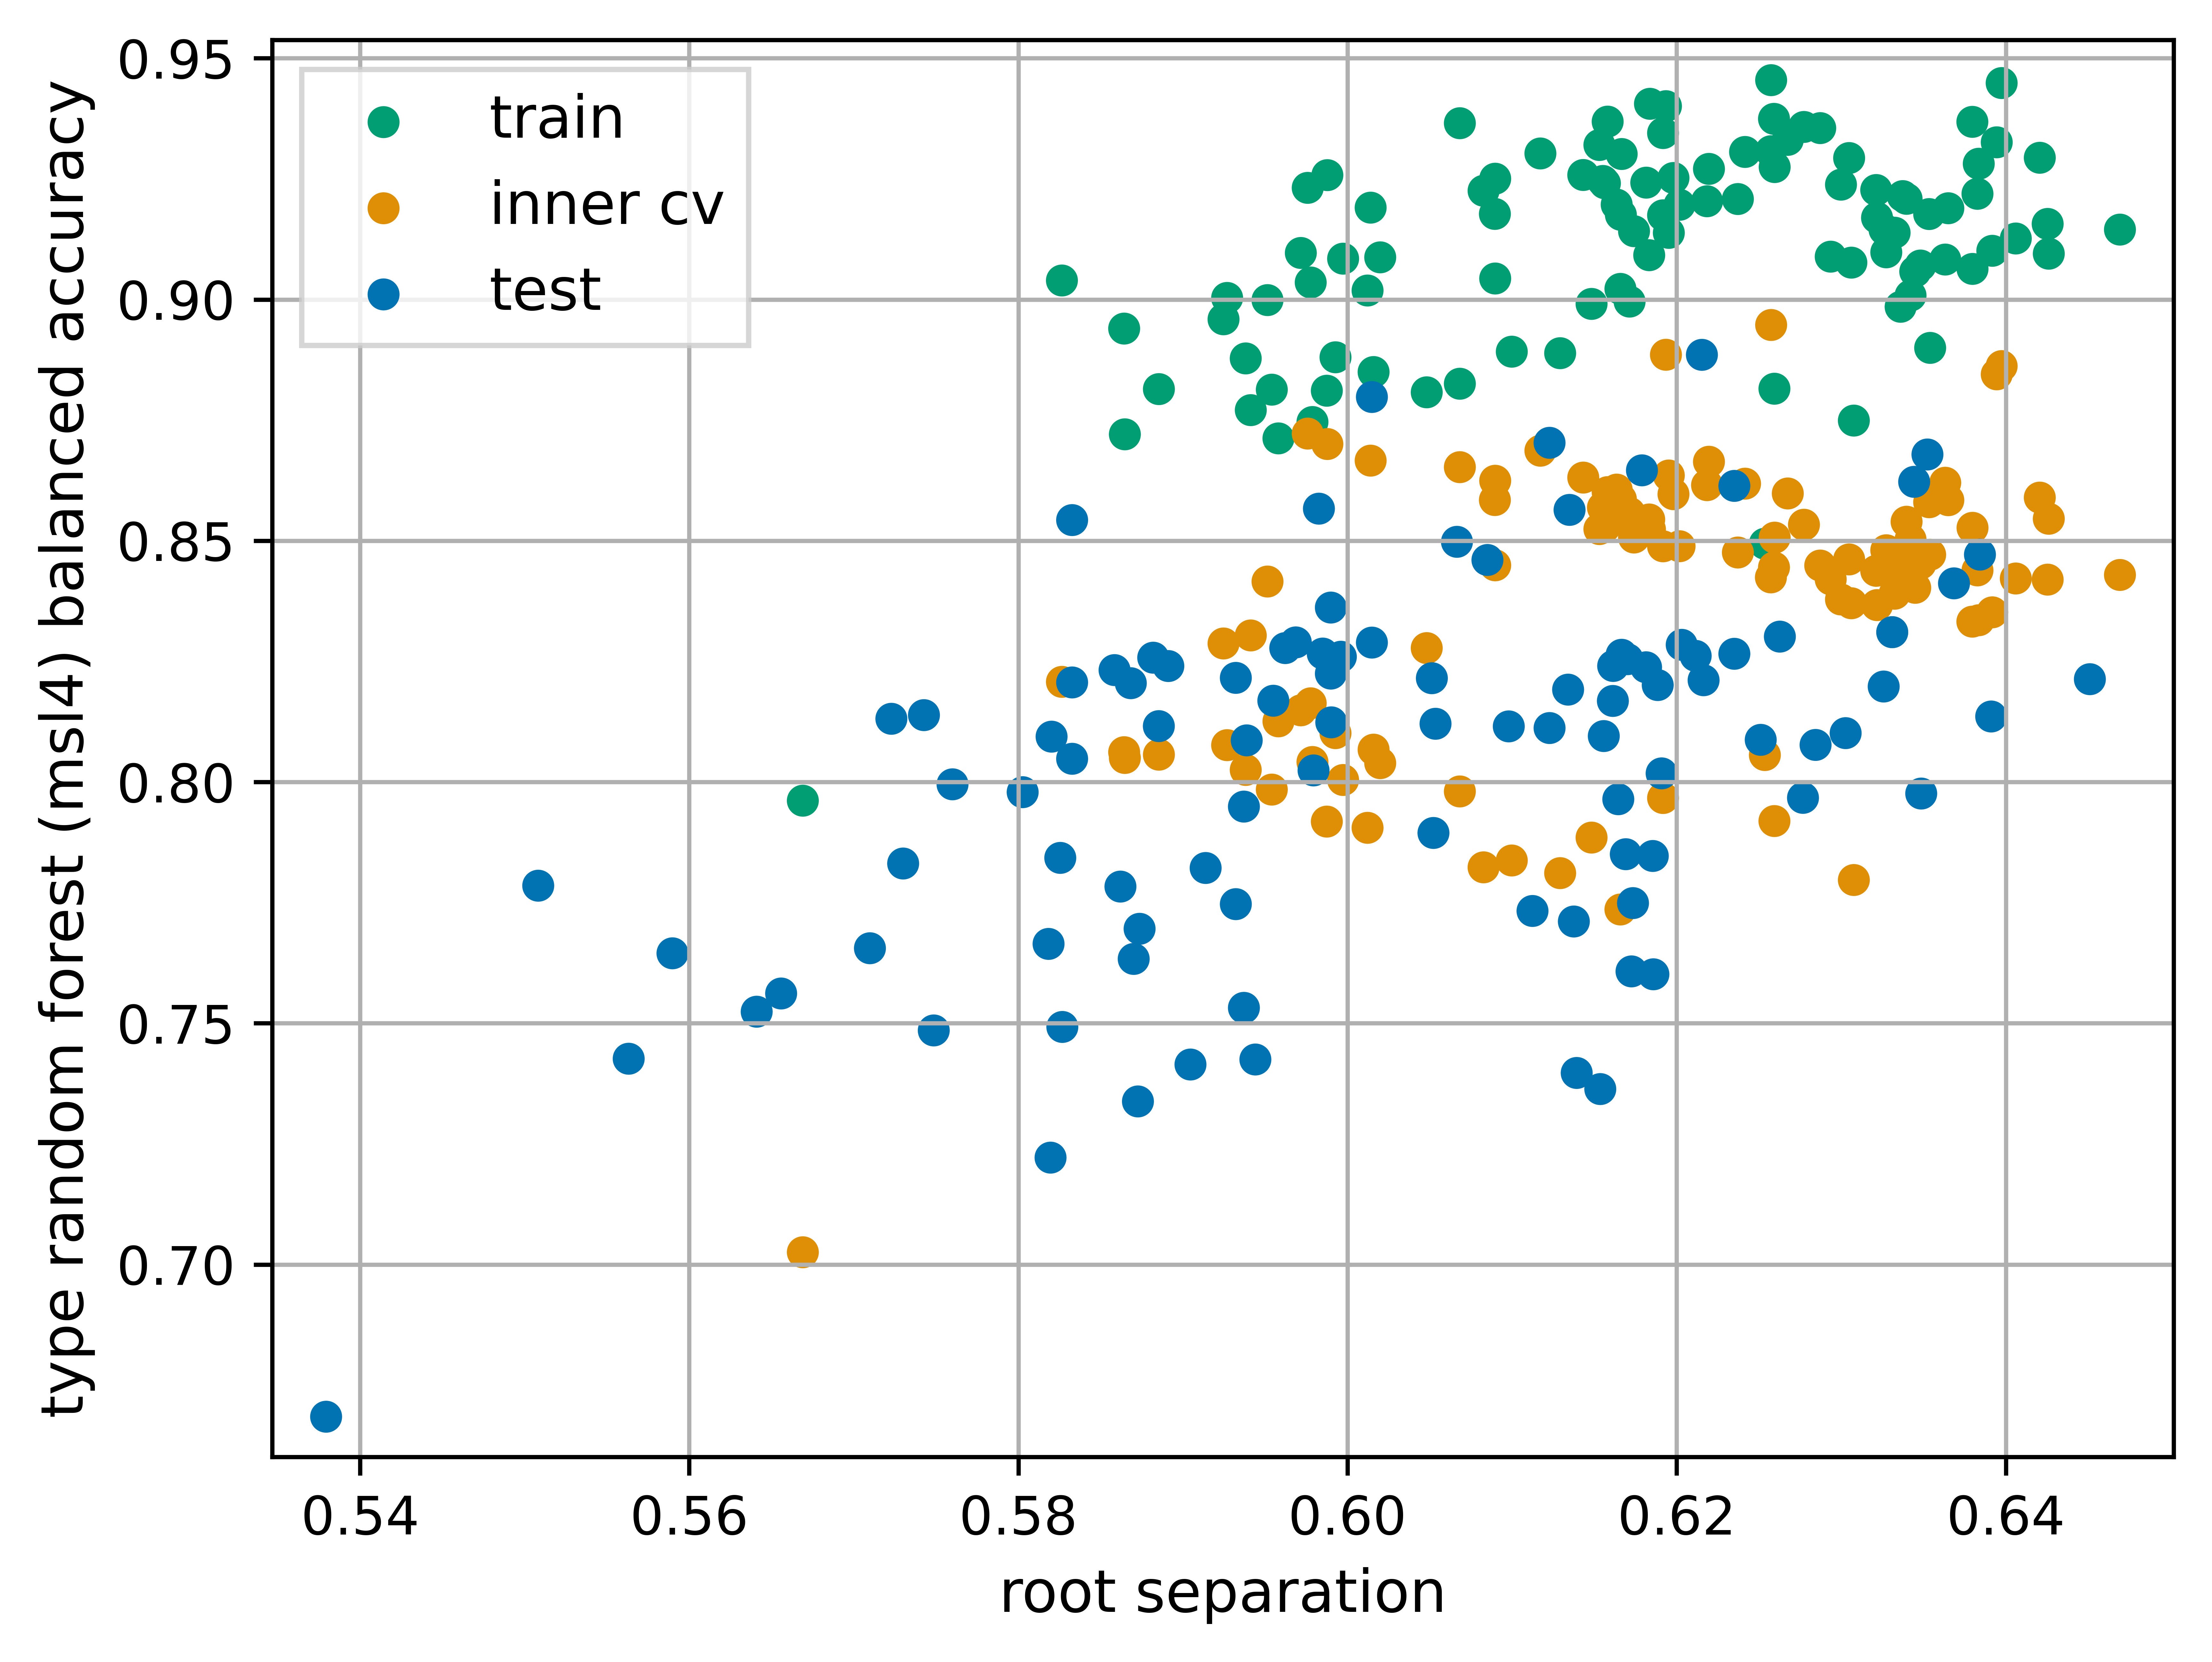 train
inner cv
test
type random forest (msl4) balanced accuracy
0.95
0.90
0.85
0.80
0.75
0.70
0.54 0.56 0.58 0.60 0.62 0.64
root separation